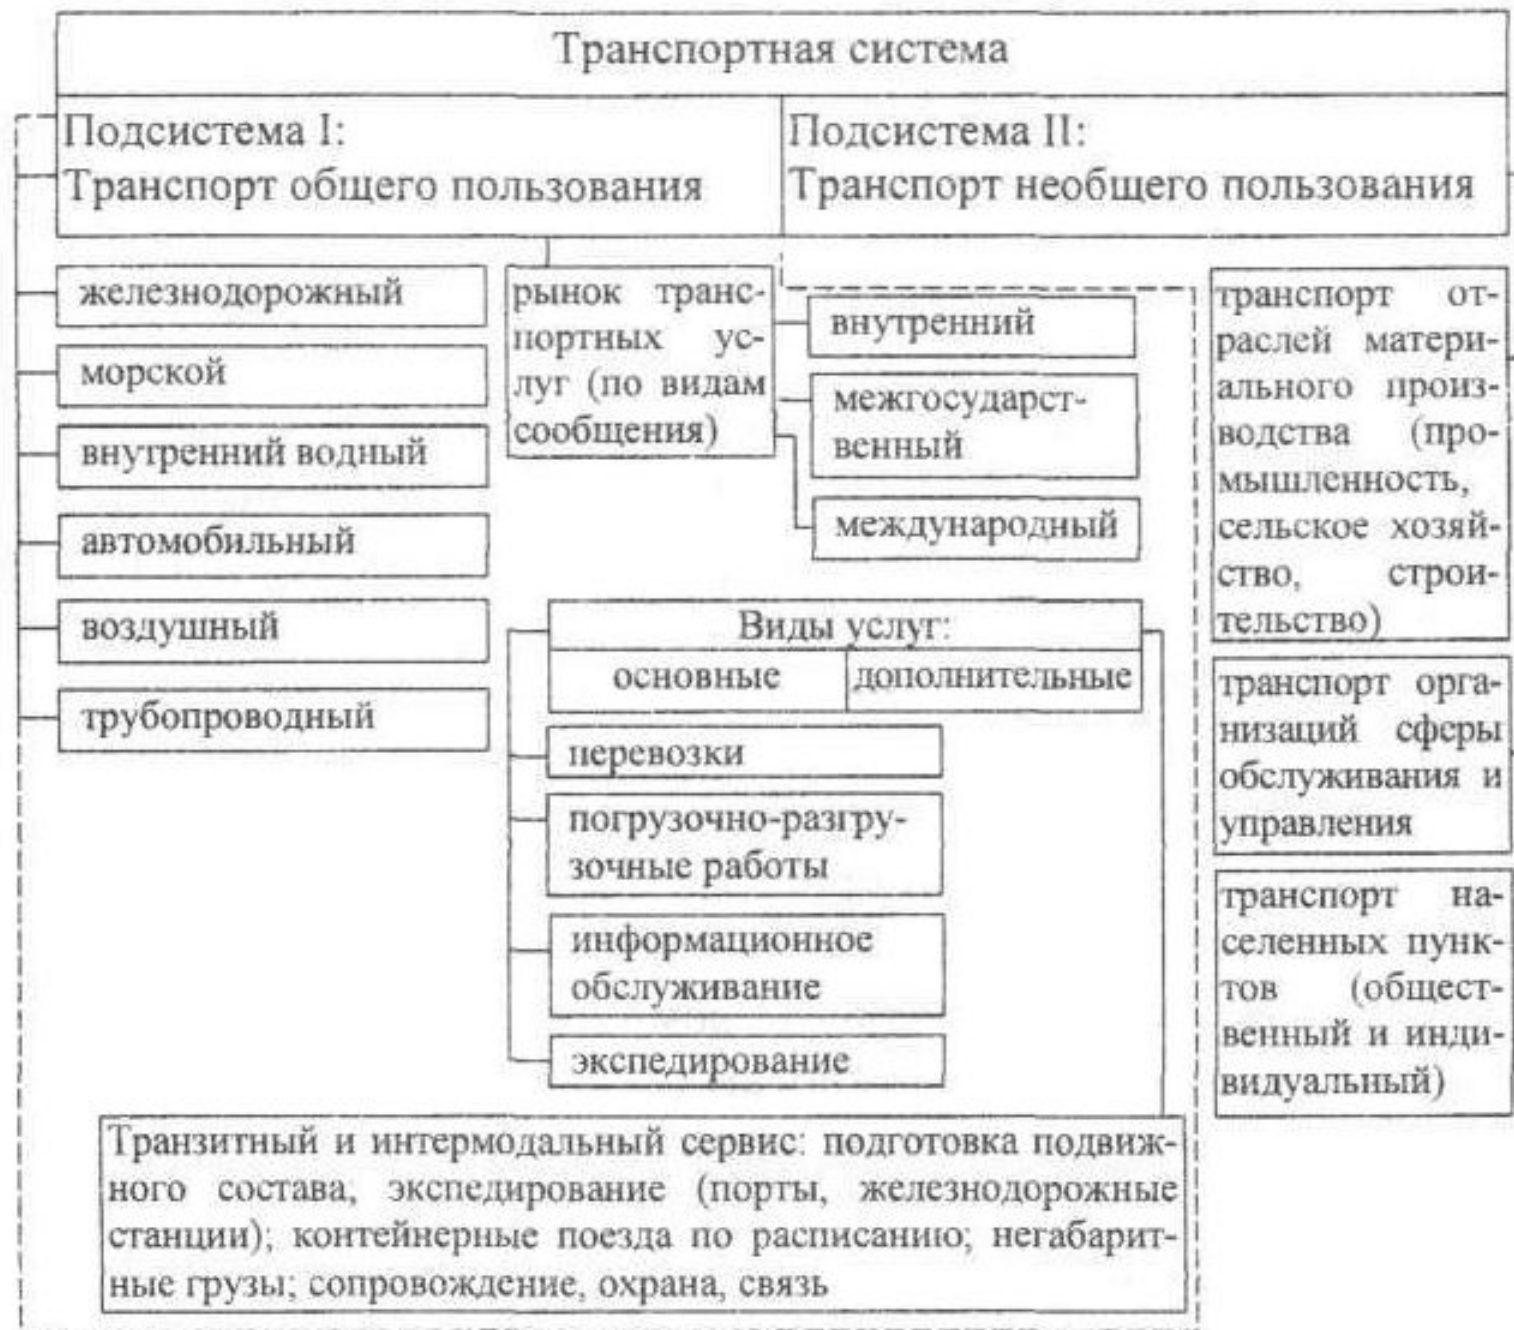 Транспортная система
Подсистема I:
Транспорт общего пользования
Подсистема II:
Транспорт необщего пользования
железнодорожный
морской
внутренний водный
автомобильный
воздушный
трубопроводный
рынок транс-
портных ус-
луг (по видам
сообщения)
внутренний
межгосударст-
венный
международный
Виды услуг:
основные
дополнительные
перевозки
погрузочно-разгру-
зочные работы
информационное
обслуживание
экспедирование
Транзитный и интермодальный сервис: подготовка подвиж-
ного состава, экспедирование (порты, железнодорожные
станции); контейнерные поезда по расписанию; негабарит-
ные грузы; сопровождение, охрана, связь
транспорт от-
раслей матери-
ального произ-
водства (про-
мышленность,
сельское хозяй-
ство, строи-
тельство)
транспорт орга-
низаций сферы
обслуживания и
управления
транспорт на-
селенных пунк-
тов (общест-
венный и инди-
видуальный)